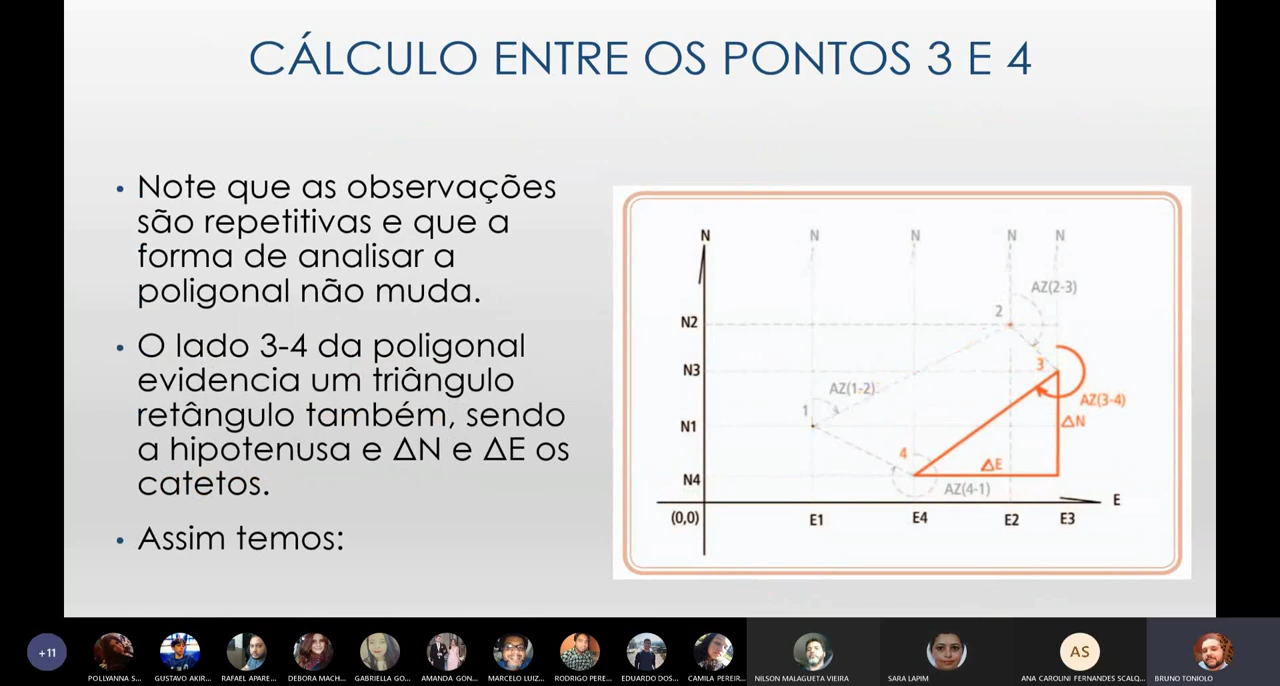 CÁLCULO ENTRE OS PONTOS 3 E 4
• Note que as observações
são repetitivas e que a
forma de analisar a
poligonal não muda.
• O lado 3-4 da poligonal
evidencia um triângulo
retângulo também, sendo
a hipotenusa e ΔN e ΔE os
catetos.
• Assim temos:
N N N N N
AZ(2-3)
2
N2
N3
3
AZ(1-2)
AZ(3-4)
1
ΔN
N1
4
ΔE
N4
AZ(4-1)
E
(0,0) E1 E4 E2 E3
+11
POLLYANNA S... GUSTAVO AKIR... RAFAEL APARE... DEBORA MACH... GABRIELLA GO... AMANDA GON... MARCELO LUIZ... RODRIGO PERE... EDUARDO DOS... CAMILA PEREIR... NILSON MALAGUETA VIEIRA SARA LAPIM ANA CAROLINI FERNANDES SCALQ... BRUNO TONIOLO
AS